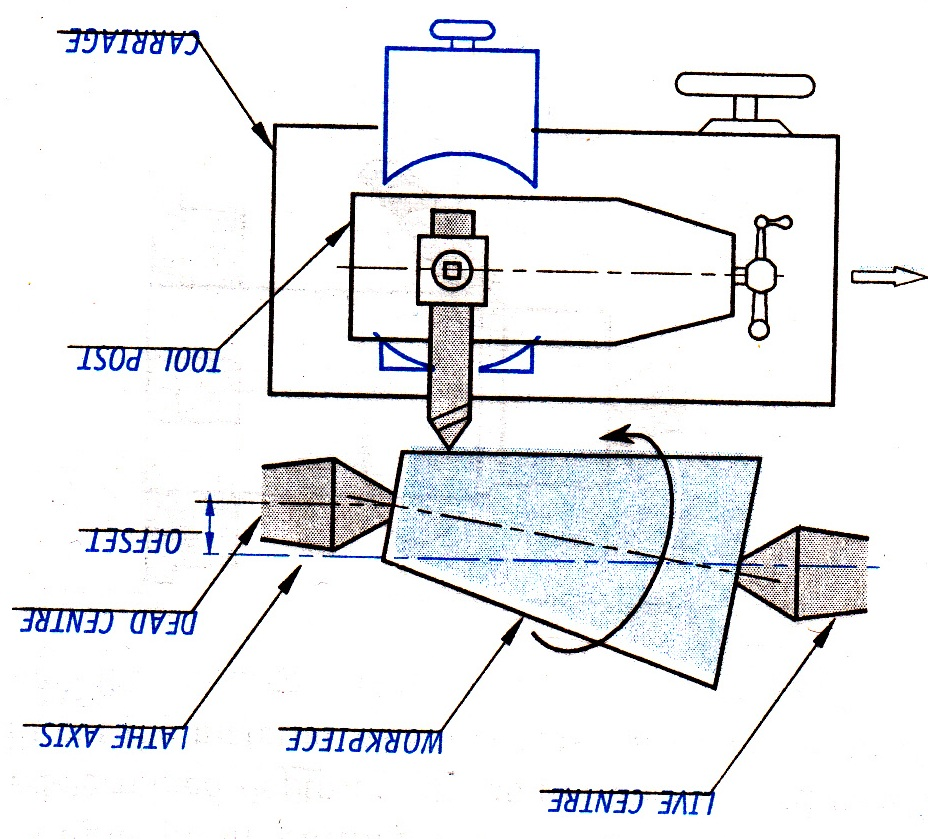 LIVE CENTRE
WORKPIECE
LATHE AXIS
DEAD CENTRE
OFFSET
TOOL POST
CARRIAGE